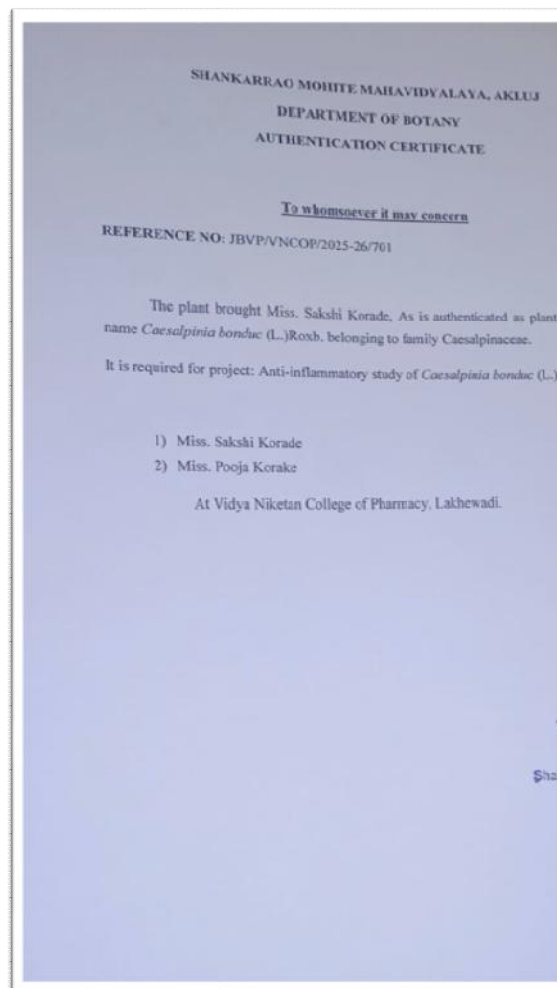 SHANKARRAO MOHITE MAHAVIDYALAYA, AKLUJ
DEPARTMENT OF BOTANY
AUTHENTICATION CERTIFICATE
To whomsoever it may concern
REFERENCE NO: JBVP/VNCOP/2025-26/701
The plant brought Miss. Sakshi Korade. As is authenticated as plant
name Caesalpinia bonduc (L.)Roxb. belonging to family Caesalpinaceae.
It is required for project: Anti-inflammatory study of Caesalpinia bonduc (L.)
1) Miss. Sakshi Korade
2) Miss. Pooja Korake
At Vidya Niketan College of Pharmacy, Lakhewadi.
Sha